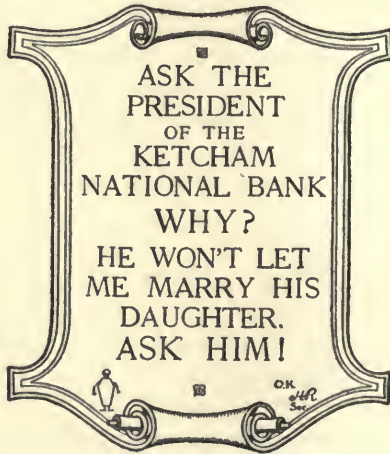 ASK THE
PRESIDENT
OF THE
KETCHAM
NATIONAL BANK
WHY?
HE WON'T LET
ME MARRY HIS
DAUGHTER.
ASK HIM!
O.K.
HR
Sec.